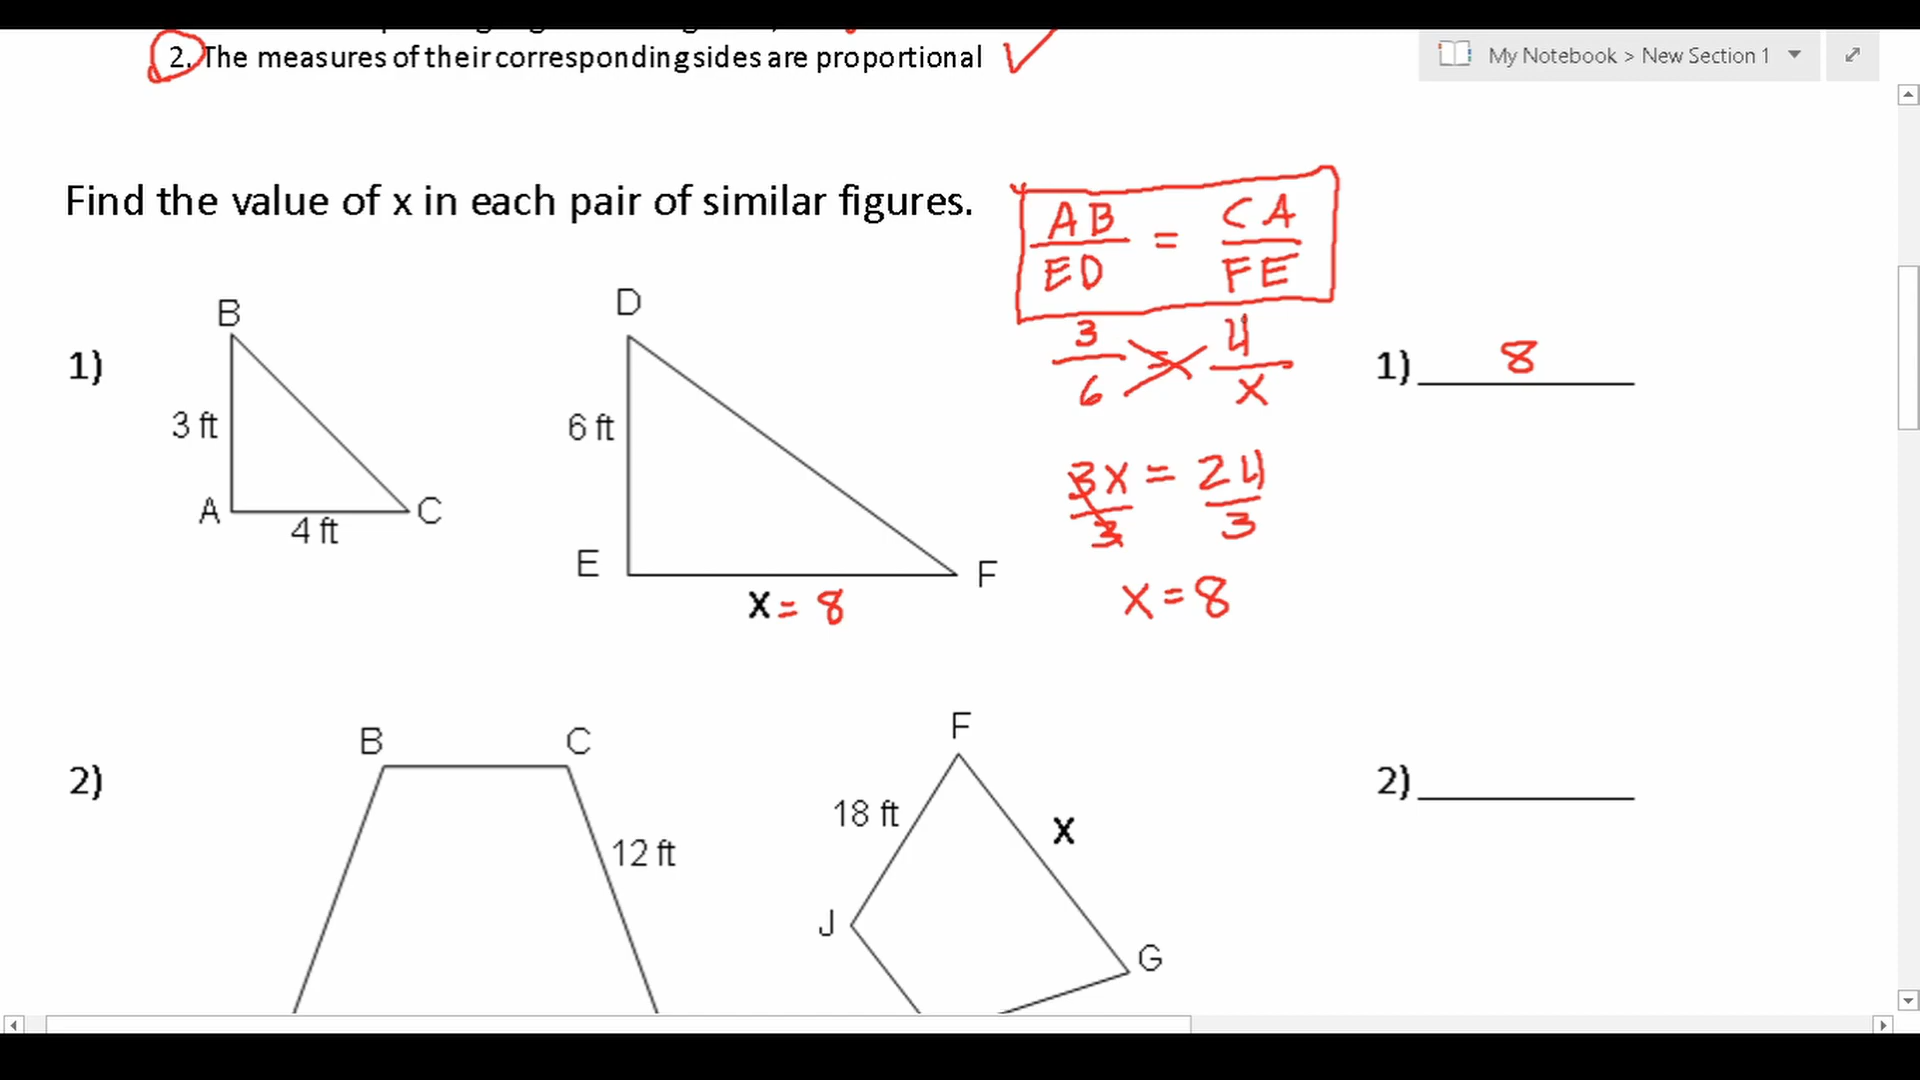 2. The measures of their corresponding sides are proportional
My Notebook > New Section 1
Find the value of x in each pair of similar figures.
AB/ED = CA/FE
1)
B
3 ft
A
C
4 ft
D
6 ft
E
F
x = 8
3/6 = 4/x
3x/3 = 24/3
x = 8
1) 8
2)
B
C
12 ft
F
18 ft
x
J
G
2)